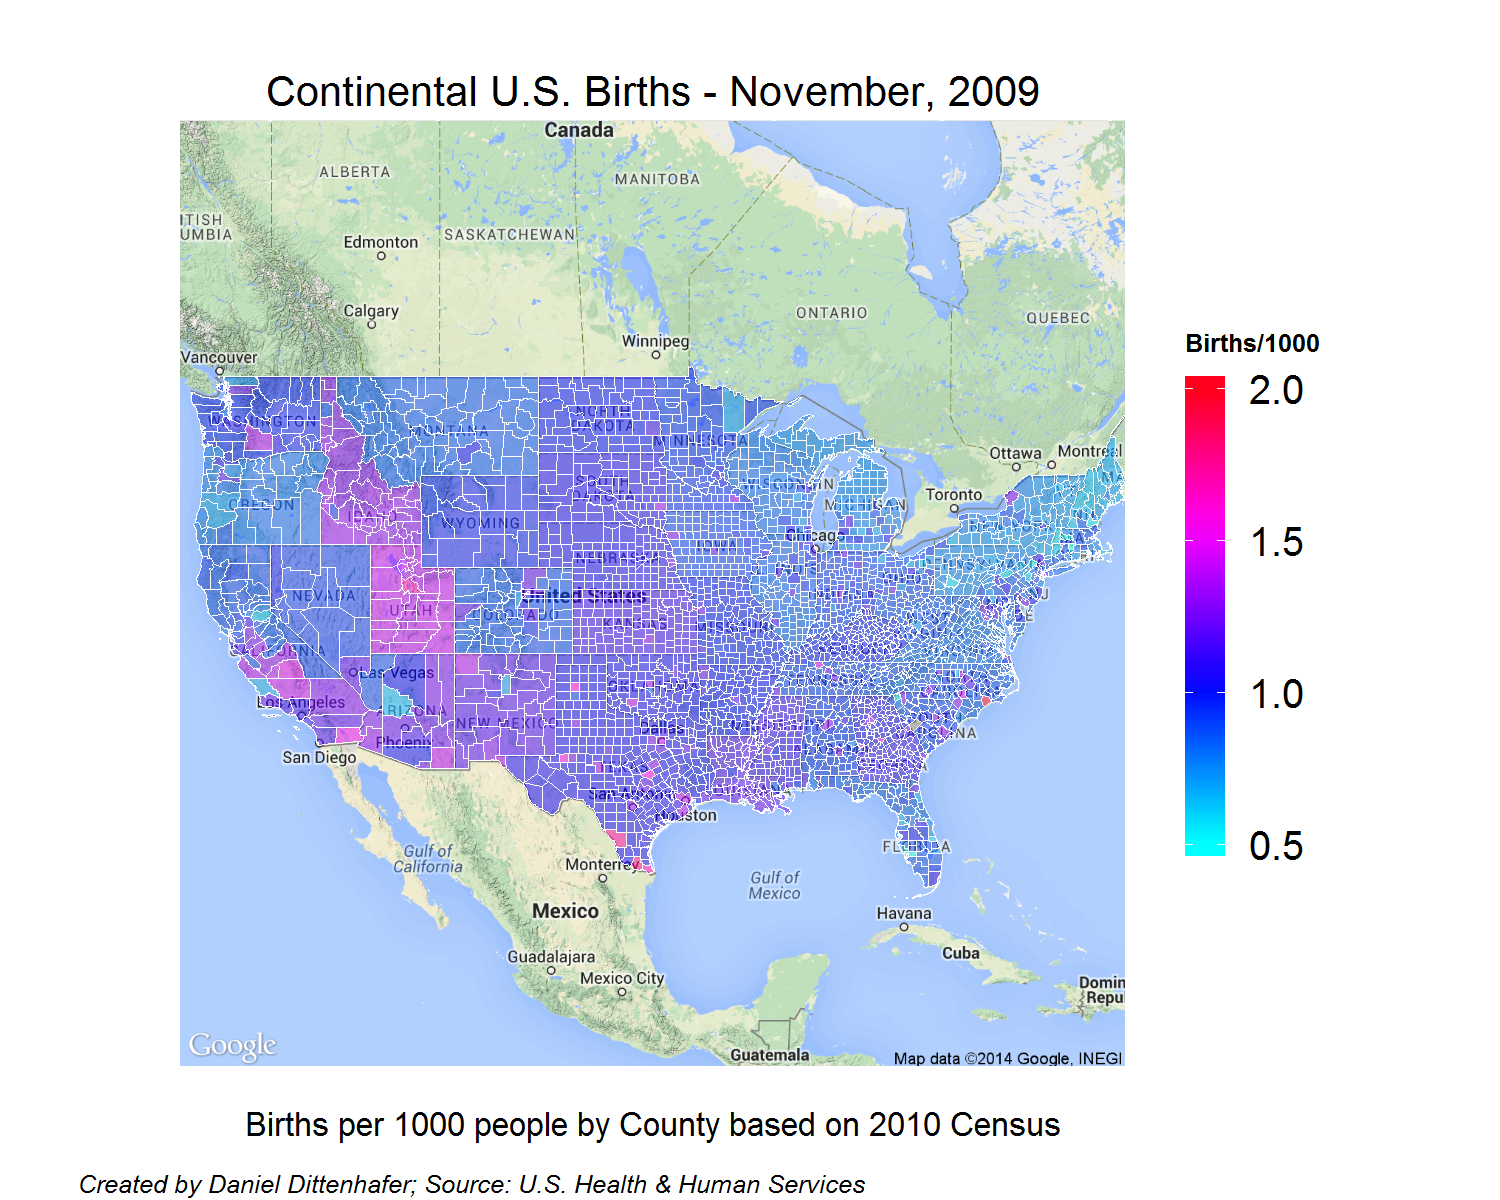 Continental U.S. Births - November, 2009
Canada
ALBERTA
MANITOBA
ITISH
UMBIA
SASKATCHEWAN
Edmonton
Calgary
ONTARIO
QUEBEC
Winnipeg
Vancouver
WASHINGTON
MONTANA
NORTH
DAKOTA
MINNESOTA
Ottawa
Montreal
OREGON
IDAHO
WYOMING
SOUTH
DAKOTA
WISCONSIN
MICHIGAN
Toronto
Chicago
IOWA
NEVADA
UTAH
COLORADO
NEBRASKA
United States
KANSAS
MISSOURI
CALIFORNIA
Las Vegas
Los Angeles
ARIZONA
Phoenix
NEW MEXICO
OKLAHOMA
Dallas
TEXAS
San Antonio
Houston
San Diego
FLORIDA
Gulf of
California
Monterrey
Gulf of
Mexico
Mexico
Havana
Cuba
Guadalajara
Mexico City
Domin
Repu
Guatemala
Google
Map data ©2014 Google, INEGI
Births/1000
2.0
1.5
1.0
0.5
Births per 1000 people by County based on 2010 Census
Created by Daniel Dittenhafer; Source: U.S. Health & Human Services